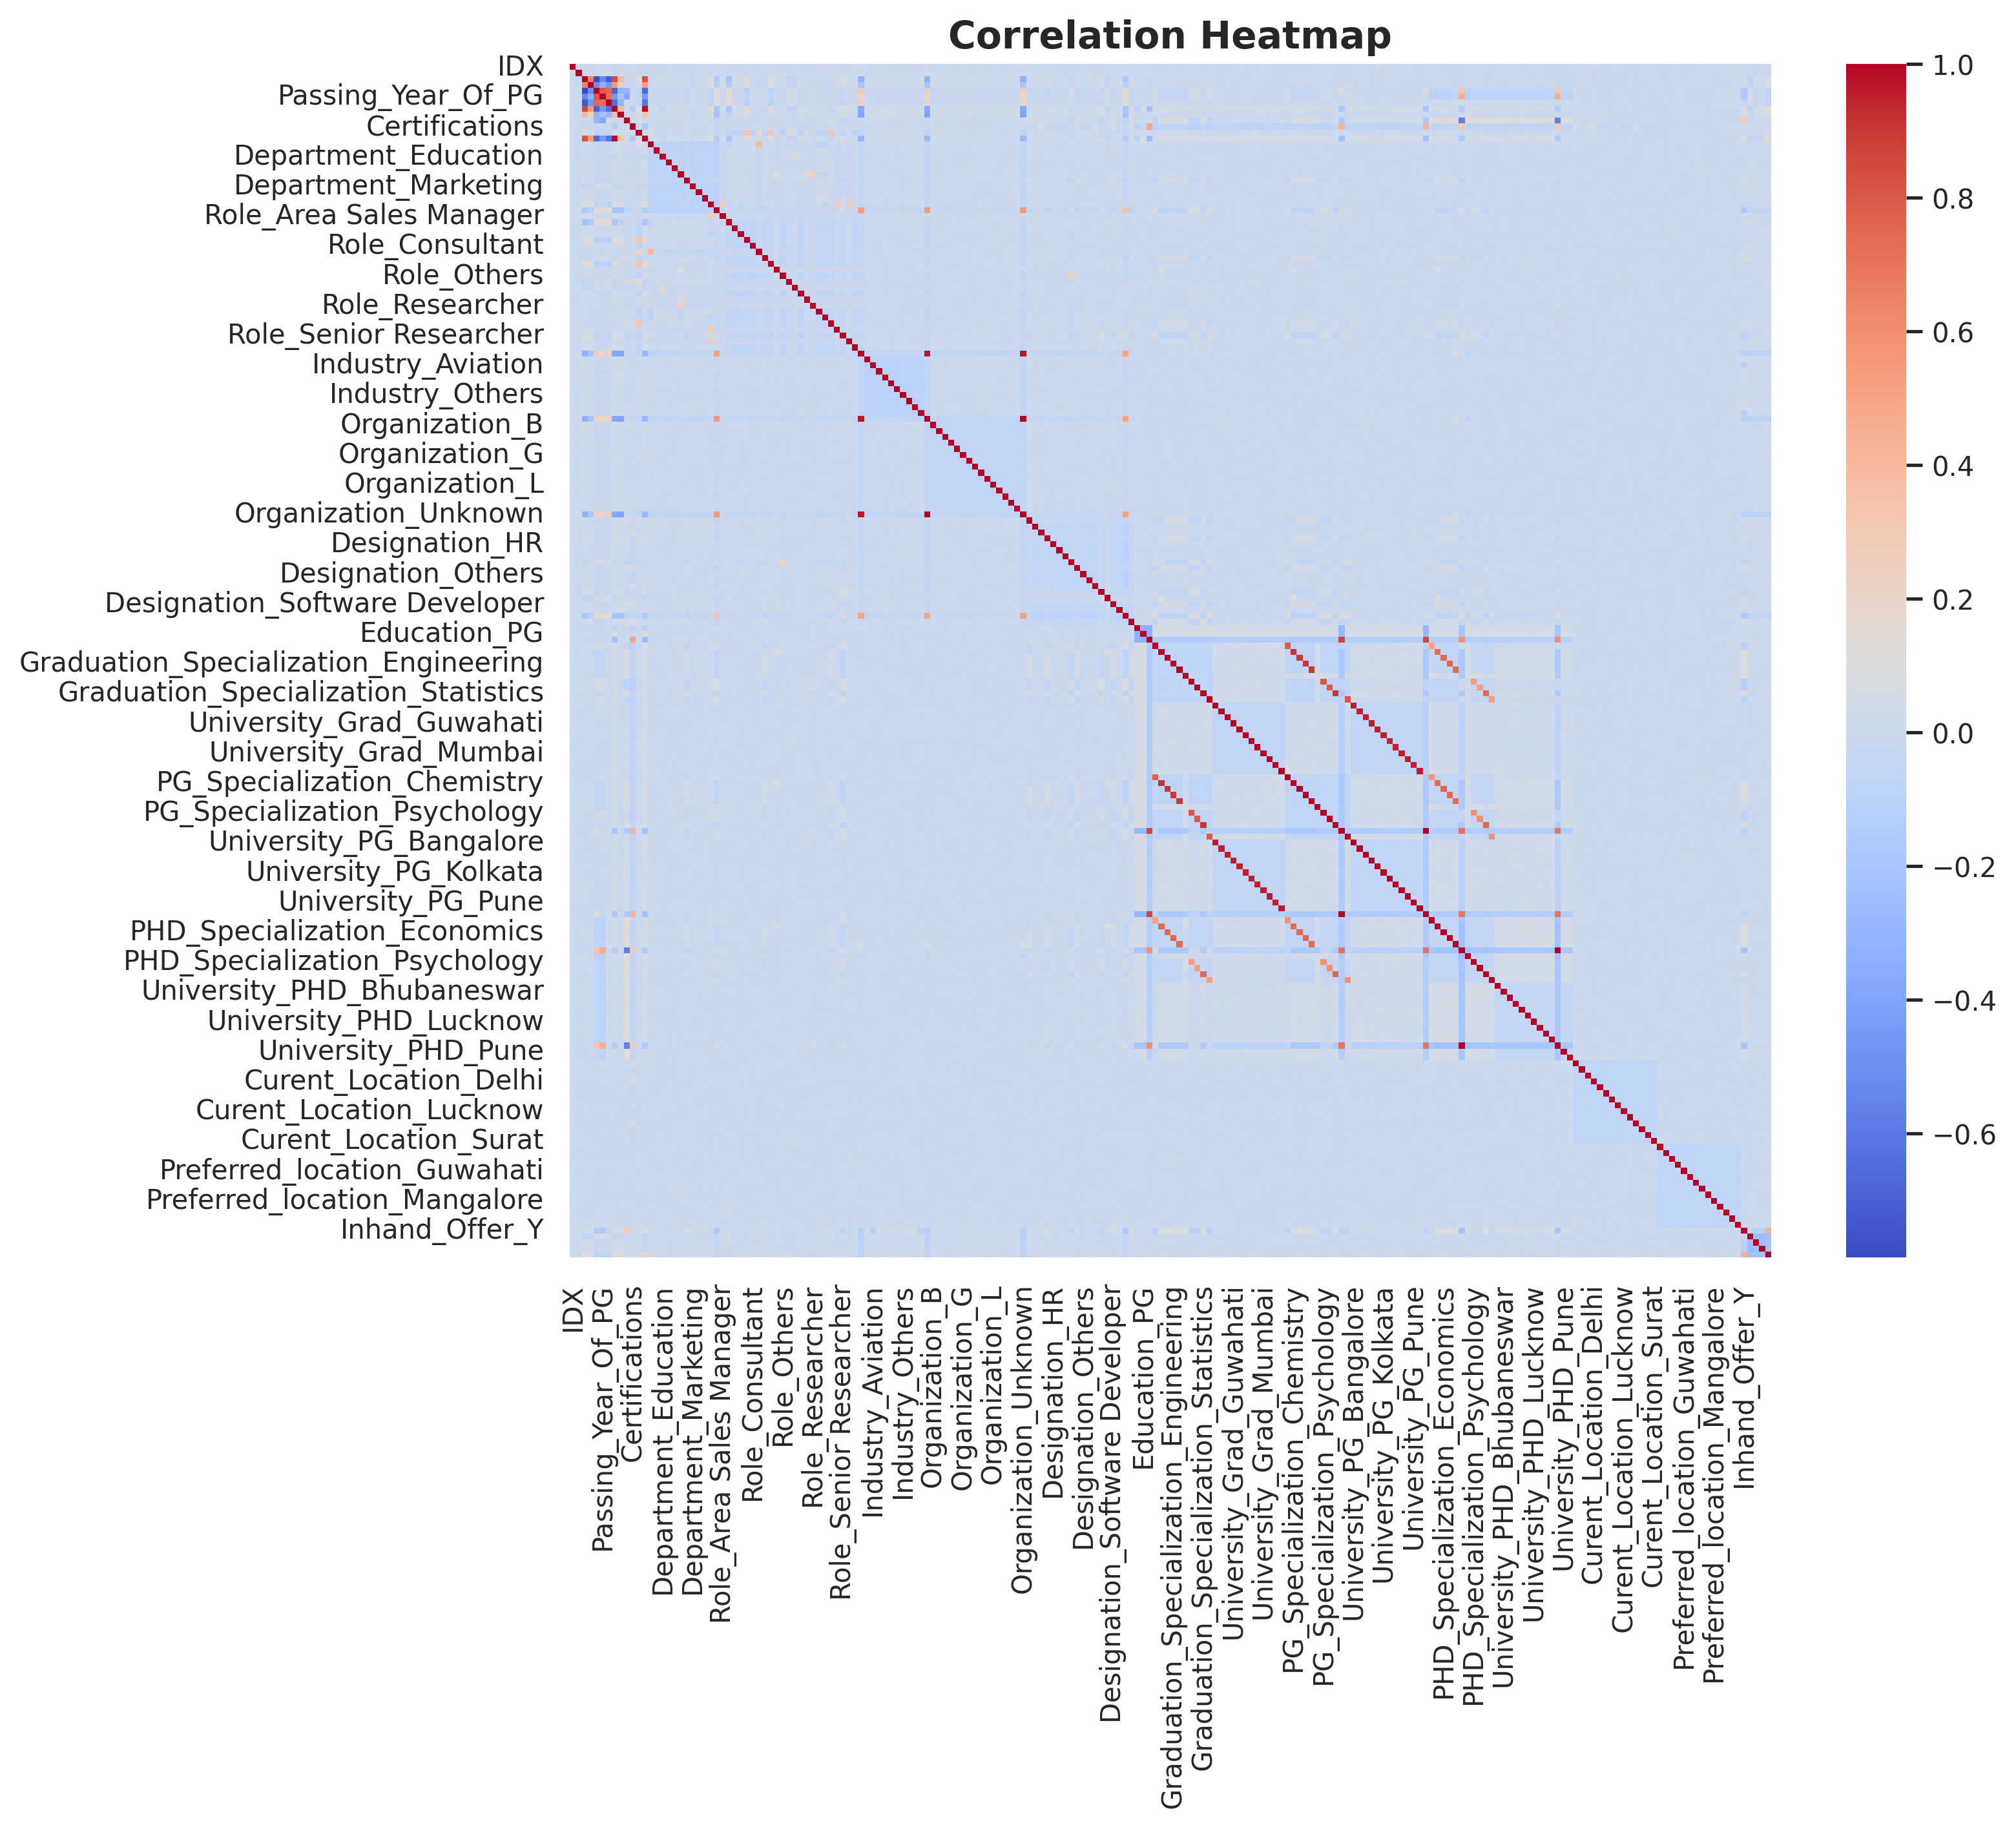 Correlation Heatmap
IDX
Passing_Year_Of_PG
Certifications
Department_Education
Department_Marketing
Role_Area Sales Manager
Role_Consultant
Role_Others
Role_Researcher
Role_Senior Researcher
Industry_Aviation
Industry_Others
Organization_B
Organization_G
Organization_L
Organization_Unknown
Designation_HR
Designation_Others
Designation_Software Developer
Education_PG
Graduation_Specialization_Engineering
Graduation_Specialization_Statistics
University_Grad_Guwahati
University_Grad_Mumbai
PG_Specialization_Chemistry
PG_Specialization_Psychology
University_PG_Bangalore
University_PG_Kolkata
University_PG_Pune
PHD_Specialization_Economics
PHD_Specialization_Psychology
University_PHD_Bhubaneswar
University_PHD_Lucknow
University_PHD_Pune
Curent_Location_Delhi
Curent_Location_Lucknow
Curent_Location_Surat
Preferred_location_Guwahati
Preferred_location_Mangalore
Inhand_Offer_Y
IDX
Passing_Year_Of_PG
Certifications
Department_Education
Department_Marketing
Role_Area Sales Manager
Role_Consultant
Role_Others
Role_Researcher
Role_Senior Researcher
Industry_Aviation
Industry_Others
Organization_B
Organization_G
Organization_L
Organization_Unknown
Designation_HR
Designation_Others
Designation_Software Developer
Education_PG
Graduation_Specialization_Engineering
Graduation_Specialization_Statistics
University_Grad_Guwahati
University_Grad_Mumbai
PG_Specialization_Chemistry
PG_Specialization_Psychology
University_PG_Bangalore
University_PG_Kolkata
University_PG_Pune
PHD_Specialization_Economics
PHD_Specialization_Psychology
University_PHD_Bhubaneswar
University_PHD_Lucknow
University_PHD_Pune
Curent_Location_Delhi
Curent_Location_Lucknow
Curent_Location_Surat
Preferred_location_Guwahati
Preferred_location_Mangalore
Inhand_Offer_Y
1.0
0.8
0.6
0.4
0.2
0.0
−0.2
−0.4
−0.6